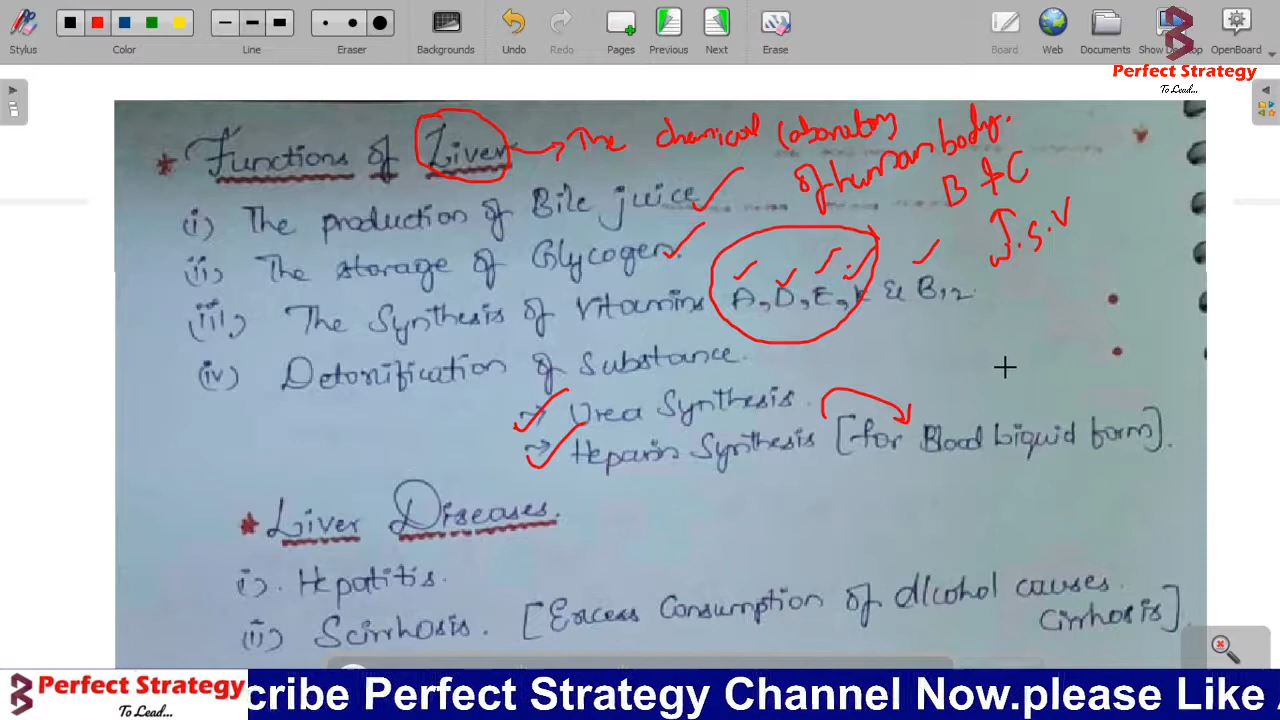 Stylus Color Line Eraser Backgrounds Undo Redo Pages Previous Next Erase Board Web Documents Show Desktop OpenBoard
Perfect Strategy
To Lead...
* Functions of Liver → The chemical Laboratory
of human body.
(i) The production of Bile juice
B & C
(ii) The storage of Glycogen.
W.S.V
(iii) The Synthesis of Vitamins A, D, E, K & B12.
(iv) Detonification of Substance.
→ Urea Synthesis.
→ Heparin Synthesis [for Blood Liquid form].
* Liver Diseases.
i). Hepatitis.
(ii) Scirrhosis. [Excess Consumption of Alcohol causes.
Cirrhosis]
Perfect Strategy
To Lead...
cribe Perfect Strategy Channel Now.please Like